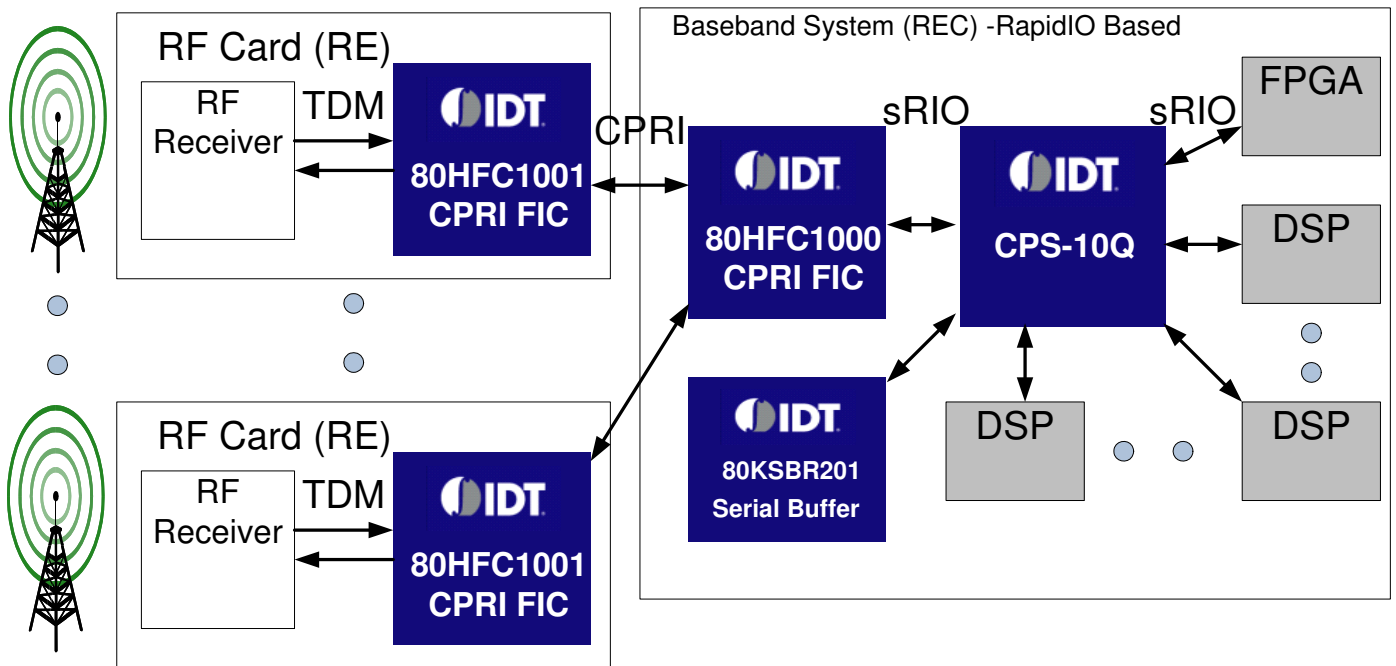 RF Card (RE)
RF
Receiver
TDM
IDT
80HFC1001
CPRI FIC
CPRI
Baseband System (REC) -RapidIO Based
IDT
80HFC1000
CPRI FIC
sRIO
IDT
CPS-10Q
sRIO
FPGA
DSP
IDT
80KSBR201
Serial Buffer
DSP
DSP
RF Card (RE)
RF
Receiver
TDM
IDT
80HFC1001
CPRI FIC